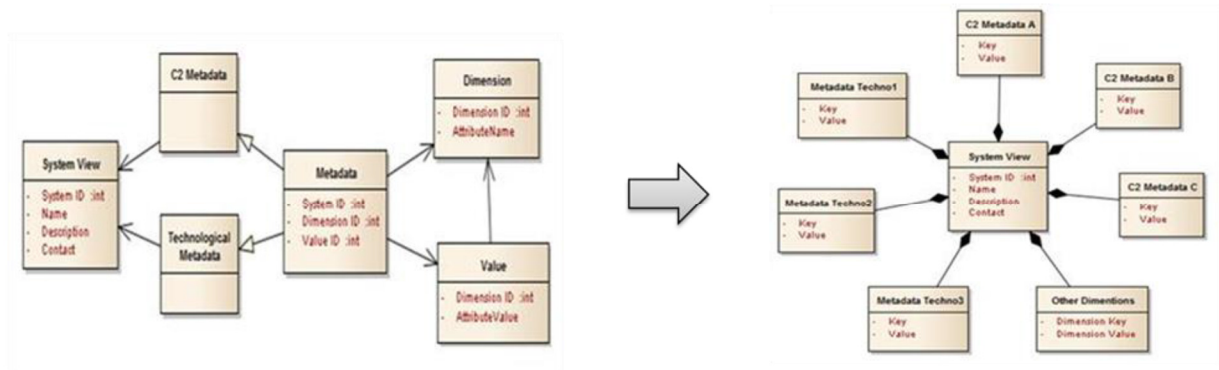 C2 Metadata
System View
- System ID :int
- Name
- Description
- Contact
Technological
Metadata
Metadata
- System ID :int
- Dimension ID :int
- Value ID :int
Dimension
- Dimension ID :int
- AttributeName
Value
- Dimension ID :int
- AttributeValue
C2 Metadata A
- Key
- Value
Metadata Techno1
- Key
- Value
C2 Metadata B
- Key
- Value
System View
- System ID :int
- Name
- Description
- Contact
Metadata Techno2
- Key
- Value
C2 Metadata C
- Key
- Value
Metadata Techno3
- Key
- Value
Other Dimentions
- Dimension Key
- Dimension Value